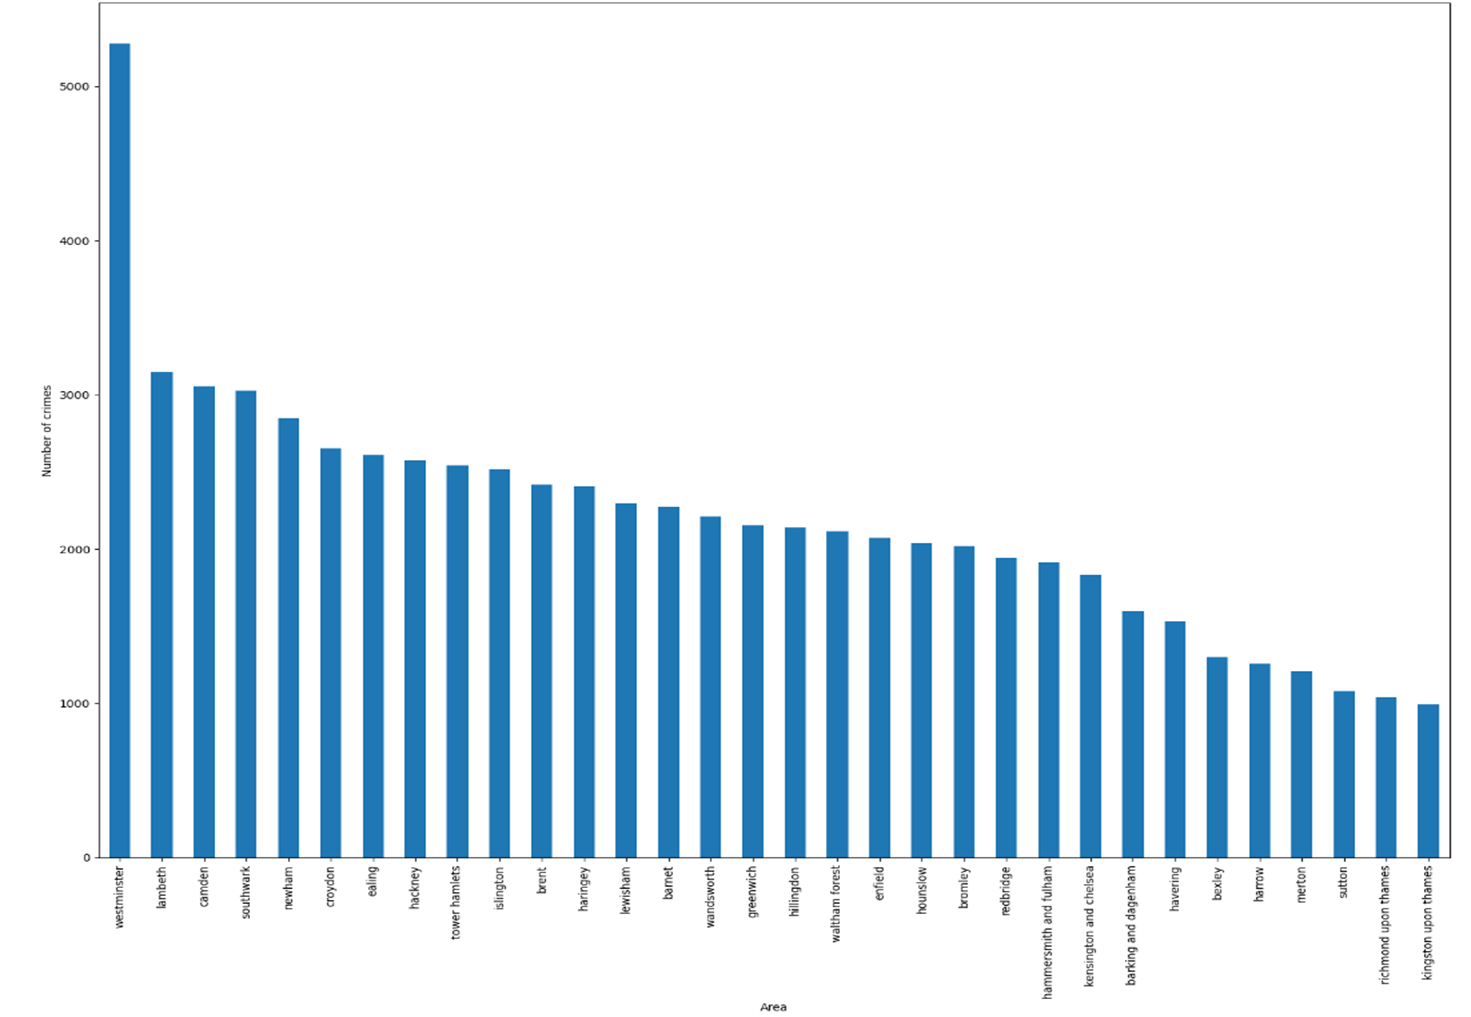 5000
4000
3000
2000
1000
0
Number of crimes
westminster
lambeth
camden
southwark
newham
croydon
ealing
hackney
tower hamlets
islington
brent
haringey
lewisham
barnet
wandsworth
greenwich
hillingdon
waltham forest
enfield
hounslow
bromley
redbridge
hammersmith and fulham
kensington and chelsea
barking and dagenham
havering
bexley
harrow
merton
sutton
richmond upon thames
kingston upon thames
Area